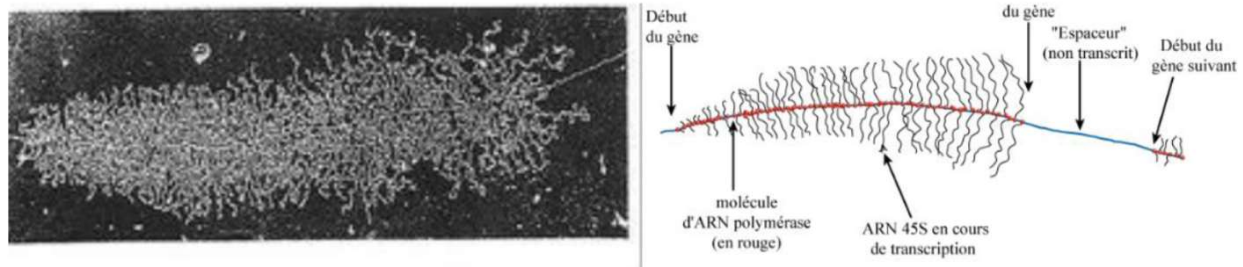 Début
du gène
du gène
"Espaceur"
(non transcrit)
Début du
gène suivant
molécule
d'ARN polymérase
(en rouge)
ARN 45S en cours
de transcription